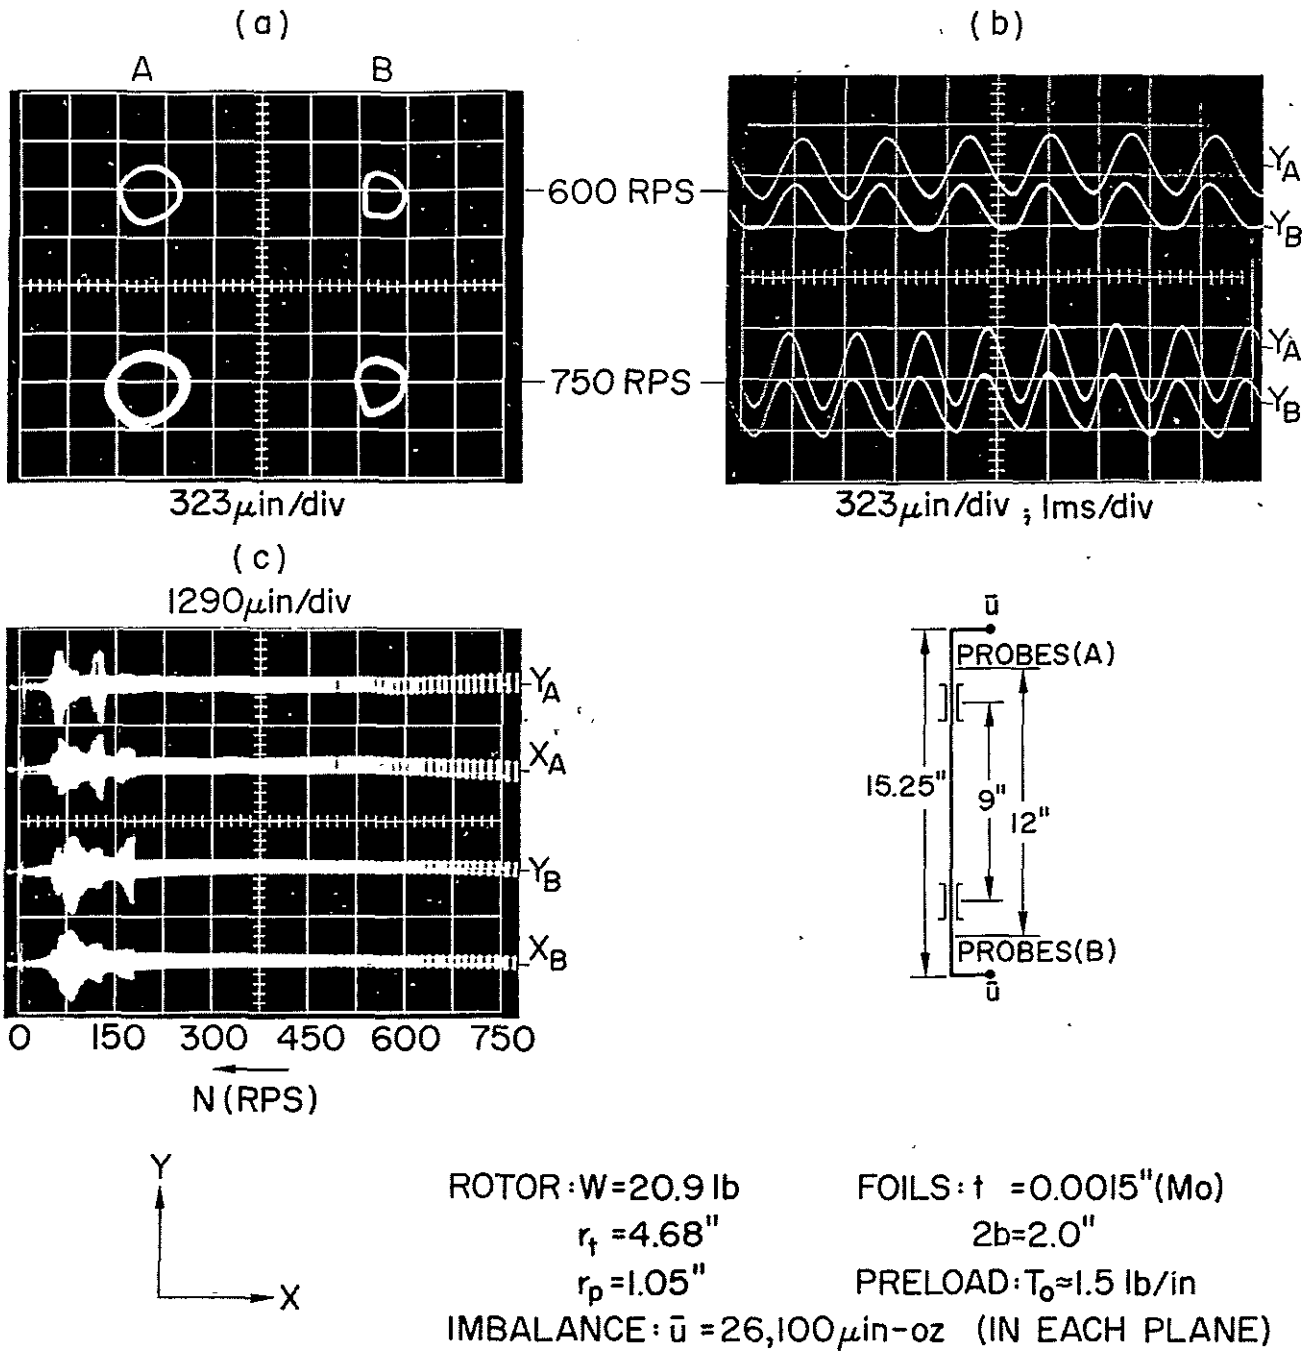 (a)
(b)
A
B
600 RPS
750 RPS
Y_A
Y_B
Y_A
Y_B
323μin/div
323μin/div ; 1ms/div
(c)
1290μin/div
Y_A
X_A
Y_B
X_B
0 150 300 450 600 750
N (RPS)
ū
PROBES(A)
15.25"
9"
12"
PROBES(B)
ū
Y
X
ROTOR: W=20.9 lb
r_t =4.68"
r_p =1.05"
FOILS: t =0.0015"(Mo)
2b=2.0"
PRELOAD: T_o≈1.5 lb/in
IMBALANCE: ū =26,100μin-oz (IN EACH PLANE)